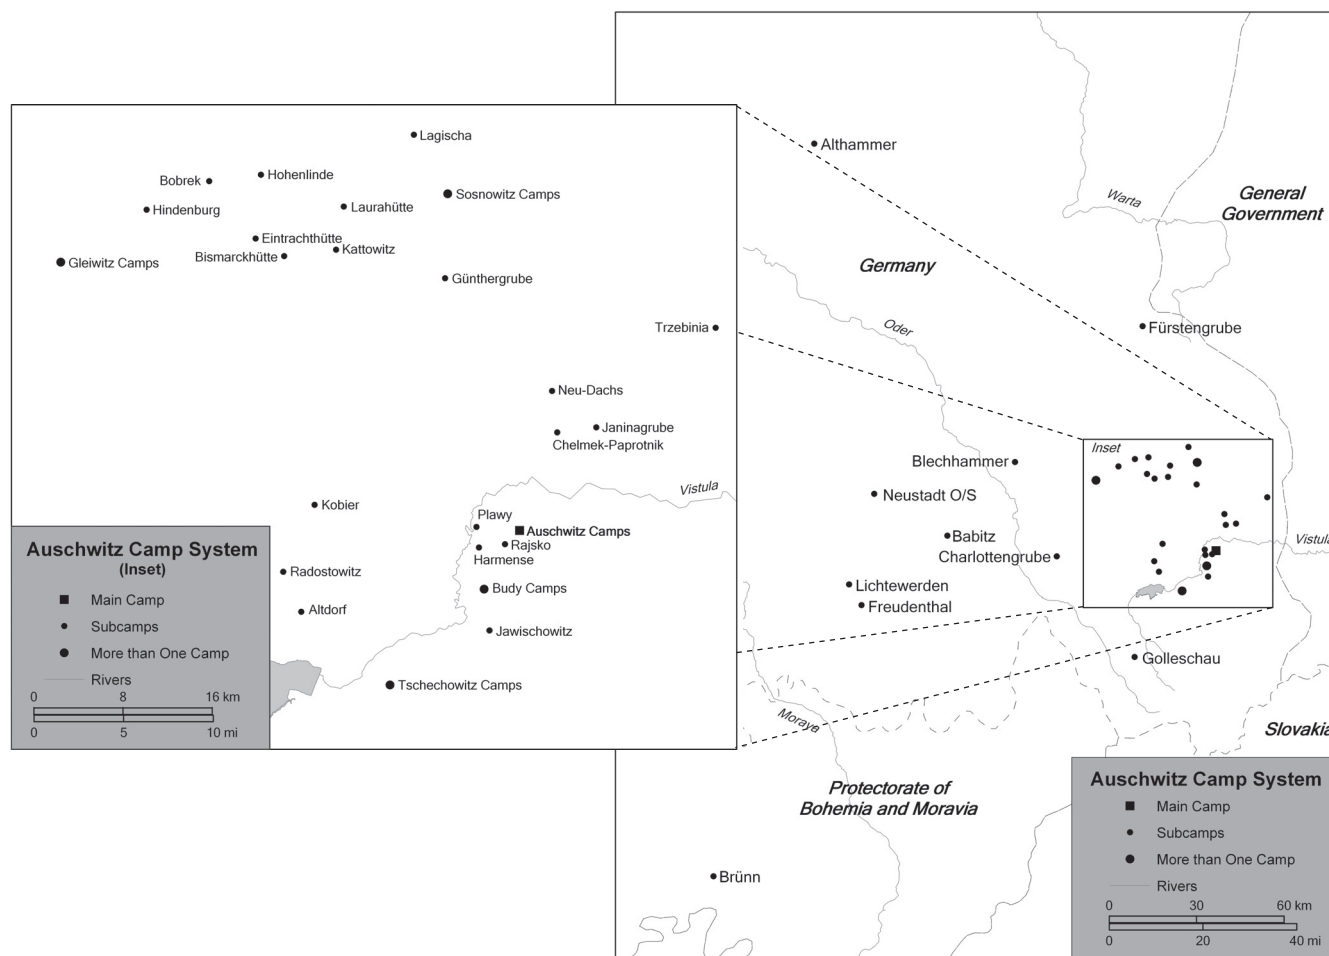 Lagischa
Bobrek
Hohenlinde
Sosnowitz Camps
Hindenburg
Laurahütte
Eintrachthütte
Kattowitz
Bismarckhütte
Gleiwitz Camps
Günthergrube
Trzebinia
Neu-Dachs
Janinagrube
Chelmek-Paprotnik
Vistula
Kobier
Plawy
Auschwitz Camps
Rajsko
Harmense
Radostowitz
Budy Camps
Altdorf
Jawischowitz
Tschechowitz Camps
Auschwitz Camp System
(Inset)
Main Camp
Subcamps
More than One Camp
Rivers
0 8 16 km
0 5 10 mi
Althammer
Warta
General
Government
Germany
Oder
Fürstengrube
Inset
Blechhammer
Neustadt O/S
Babitz
Charlottengrube
Vistula
Lichtewerden
Freudenthal
Golleschau
Morava
Slovakia
Protectorate of
Bohemia and Moravia
Brünn
Auschwitz Camp System
Main Camp
Subcamps
More than One Camp
Rivers
0 30 60 km
0 20 40 mi